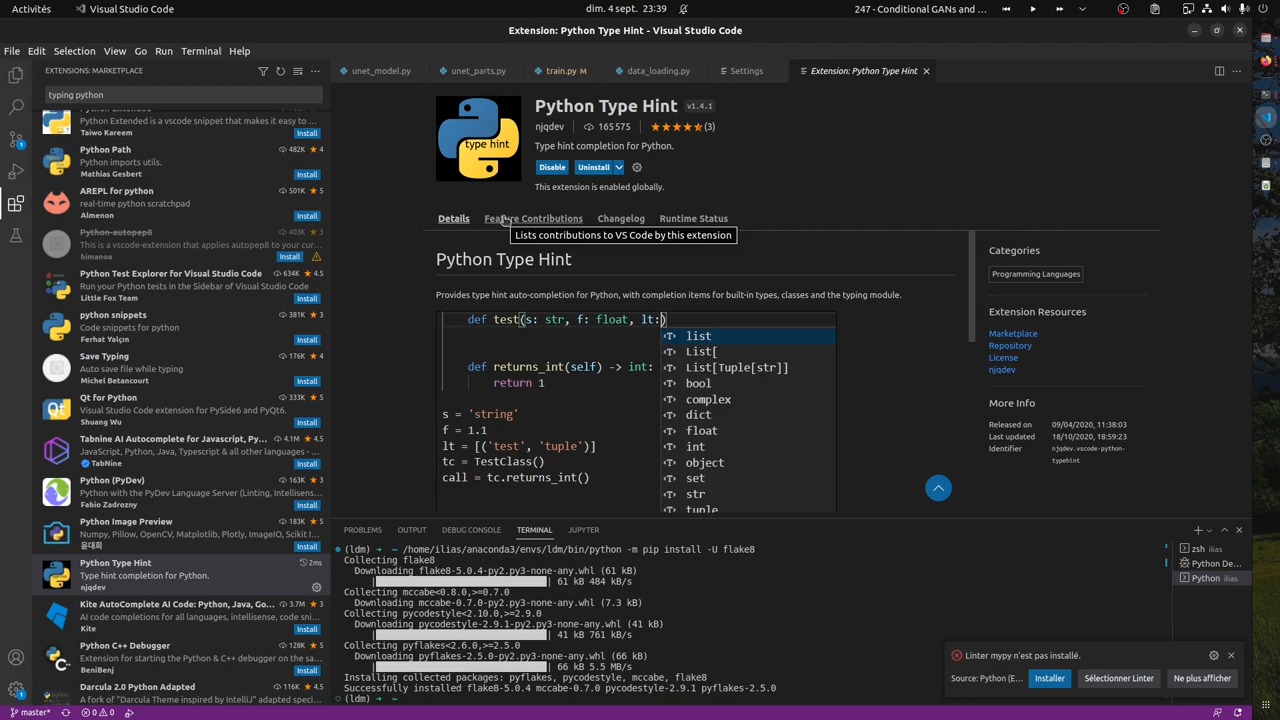 Activités
Visual Studio Code
dim. 4 sept. 23:39
247 - Conditional GANs and ...
Extension: Python Type Hint - Visual Studio Code
File Edit Selection View Go Run Terminal Help
EXTENSIONS: MARKETPLACE
unet_model.py
unet_parts.py
train.py M
data_loading.py
Settings
Extension: Python Type Hint
typing python
Python Extended is a vscode snippet that makes it easy to ...
Taiwo Kareem
Install
Python Path
482K 4
Python imports utils.
Mathias Gesbert
Install
AREPL for python
501K 5
real-time python scratchpad
Almenon
Install
Python-autopep8
403K 3
This is a vscode-extension that applies autopep8 to your cur...
himanoa
Install
Python Test Explorer for Visual Studio Code
634K 4.5
Run your Python tests in the Sidebar of Visual Studio Code
Little Fox Team
Install
python snippets
345K 5
Code snippets for python
Ferhat Yalçın
Install
Save Typing
176K 4
Auto save file while typing
Michel Betancourt
Install
Qt for Python
333K 5
Visual Studio Code extension for PySide6 and PyQt6.
Shuang Wu
Install
Tabnine AI Autocomplete for Javascript, Py...
4.1M 4.5
JavaScript, Python, Java, Typescript & all other languages - ...
TabNine
Install
Python (PyDev)
163K 3
Python with the PyDev Language Server (Linting, Intellisens...
Fabio Zadrozny
Install
Python Image Preview
183K 5
Numpy, Pillow, OpenCV, Matplotlib, Plotly, ImageIO, Scikit I...
윤대희
Install
Python Type Hint
2ms
Type hint completion for Python.
njqdev
Kite AutoComplete AI Code: Python, Java, Go...
3.7M 3
AI code completions for all languages, intellisense, code sni...
Kite
Install
Python C++ Debugger
68K 5
Extension for starting the Python & C++ debugger on the sa...
BeniBenj
Install
Darcula 2.0 Python Adapted
116K 4.5
A fork of "Darcula Theme inspired by IntelliJ" with adaptatio...
Install
type hint
Python Type Hint
v1.4.1
njqdev
165 575
(3)
Type hint completion for Python.
Disable
Uninstall
This extension is enabled globally.
Details
Feature Contributions
Changelog
Runtime Status
Lists contributions to VS Code by this extension
Python Type Hint
Provides type hint auto-completion for Python, with completion items for built-in types, classes and the typing module.
def test(s: str, f: float, lt:)
def returns_int(self) -> int:
return 1
s = 'string'
f = 1.1
lt = [('test', 'tuple')]
tc = TestClass()
call = tc.returns_int()
list
List[
List[Tuple[str]]
bool
complex
dict
float
int
object
set
str
tuple
Categories
Programming Languages
Extension Resources
Marketplace
Repository
License
njqdev
More Info
Released on 09/04/2020, 11:38:03
Last updated 18/10/2020, 18:59:23
Identifier njqdev.vscode-python-
typehint
PROBLEMS
OUTPUT
DEBUG CONSOLE
TERMINAL
JUPYTER
(ldm) ➜ ~ /home/ilias/anaconda3/envs/ldm/bin/python -m pip install -U flake8
Collecting flake8
Downloading flake8-5.0.4-py2.py3-none-any.whl (61 kB)
| | 61 kB 484 kB/s
Collecting mccabe<0.8.0,>=0.7.0
Downloading mccabe-0.7.0-py2.py3-none-any.whl (7.3 kB)
Collecting pycodestyle<2.10.0,>=2.9.0
Downloading pycodestyle-2.9.1-py2.py3-none-any.whl (41 kB)
| | 41 kB 761 kB/s
Collecting pyflakes<2.6.0,>=2.5.0
Downloading pyflakes-2.5.0-py2.py3-none-any.whl (66 kB)
| | 66 kB 5.5 MB/s
Installing collected packages: pyflakes, pycodestyle, mccabe, flake8
Successfully installed flake8-5.0.4 mccabe-0.7.0 pycodestyle-2.9.1 pyflakes-2.5.0
(ldm) ➜ ~
zsh ilias
Python De...
Python ilias
Linter mypy n'est pas installé.
Source: Python (E...
Installer
Sélectionner Linter
Ne plus afficher
master*
0 0